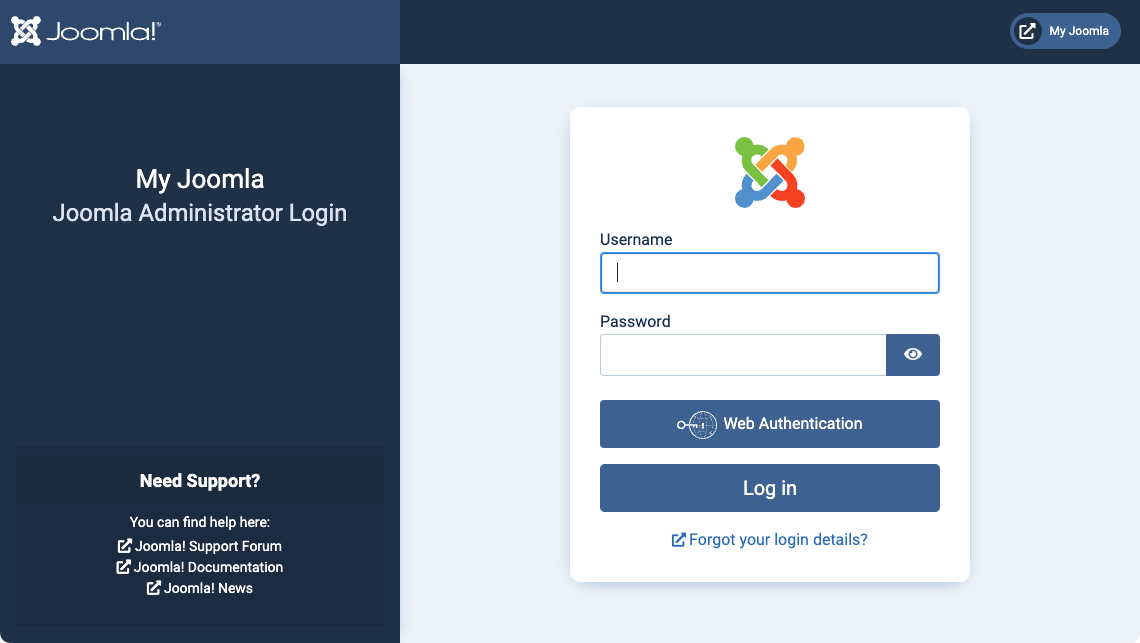 Joomla!®
My Joomla
My Joomla
Joomla Administrator Login
Username
Password
Web Authentication
Log in
Forgot your login details?
Need Support?
You can find help here:
Joomla! Support Forum
Joomla! Documentation
Joomla! News